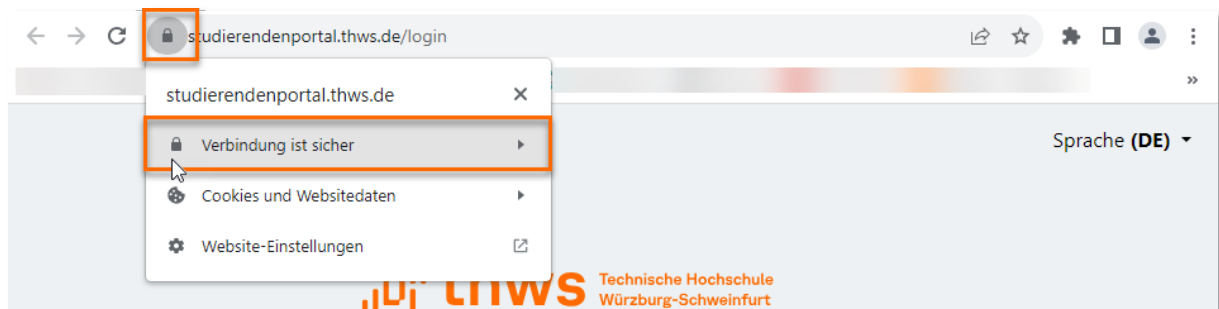 studierendenportal.thws.de/login
»
studierendenportal.thws.de
Verbindung ist sicher
Sprache (DE)
Cookies und Websitedaten
Website-Einstellungen
thws Technische Hochschule
Würzburg-Schweinfurt